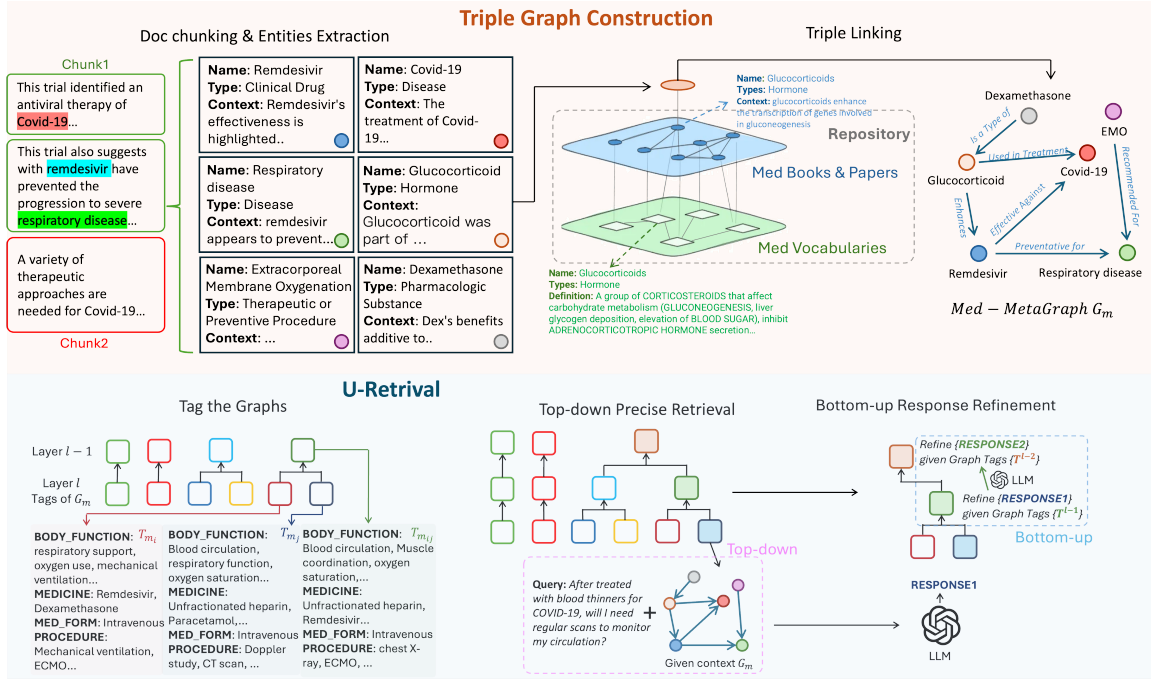 Triple Graph Construction
Doc chunking & Entities Extraction
Triple Linking
Chunk1
This trial identified an
antiviral therapy of
Covid-19...
This trial also suggests
with remdesivir have
prevented the
progression to severe
respiratory disease...
A variety of
therapeutic
approaches are
needed for Covid-19...
Chunk2
Name: Remdesivir
Type: Clinical Drug
Context: Remdesivir's
effectiveness is
highlighted..
Name: Covid-19
Type: Disease
Context: The
treatment of Covid-
19...
Name: Respiratory
disease
Type: Disease
Context: remdesivir
appears to prevent...
Name: Glucocorticoid
Type: Hormone
Context:
Glucocorticoid was
part of ...
Name: Extracorporeal
Membrane Oxygenation
Type: Therapeutic or
Preventive Procedure
Context: ...
Name: Dexamethasone
Type: Pharmacologic
Substance
Context: Dex's benefits
additive to..
Name: Glucocorticoids
Types: Hormone
Context: glucocorticoids enhance
the transcription of genes involved
in gluconeogenesis
Repository
Med Books & Papers
Med Vocabularies
Name: Glucocorticoids
Types: Hormone
Definition: A group of CORTICOSTEROIDS that affect
carbohydrate metabolism (GLUCONEOGENESIS, liver
glycogen deposition, elevation of BLOOD SUGAR), inhibit
ADRENOCORTICOTROPIC HORMONE secretion...
Dexamethasone
EMO
Is a Type of
Used in Treatment
Covid-19
Glucocorticoid
Recommended For
Enhances
Effective Against
Preventative for
Remdesivir
Respiratory disease
Med − MetaGraph G_m
U-Retrival
Tag the Graphs
Top-down Precise Retrieval
Bottom-up Response Refinement
Layer l − 1
Layer l
Tags of G_m
BODY_FUNCTION: T_{m_i}
respiratory support,
oxygen use, mechanical
ventilation...
MEDICINE: Remdesivir,
Dexamethasone
MED_FORM: Intravenous
PROCEDURE:
Mechanical ventilation,
ECMO...
BODY_FUNCTION: T_{m_j}
Blood circulation,
respiratory function,
oxygen saturation...
MEDICINE:
Unfractionated heparin,
Paracetamol,...
MED_FORM: Intravenous
PROCEDURE: Doppler
study, CT scan, ...
BODY_FUNCTION: T_{m_{ij}}
Blood circulation, Muscle
coordination, oxygen
saturation,...
MEDICINE:
Unfractionated heparin,
Remdesivir...
MED_FORM: Intravenous
PROCEDURE: chest X-
ray, ECMO, ...
Top-down
Query: After treated
with blood thinners for
COVID-19, will I need
regular scans to monitor
my circulation?
+
Given context G_m
Refine {RESPONSE2}
given Graph Tags {T^{l-2}}
LLM
Refine {RESPONSE1}
given Graph Tags {T^{l-1}}
Bottom-up
RESPONSE1
LLM